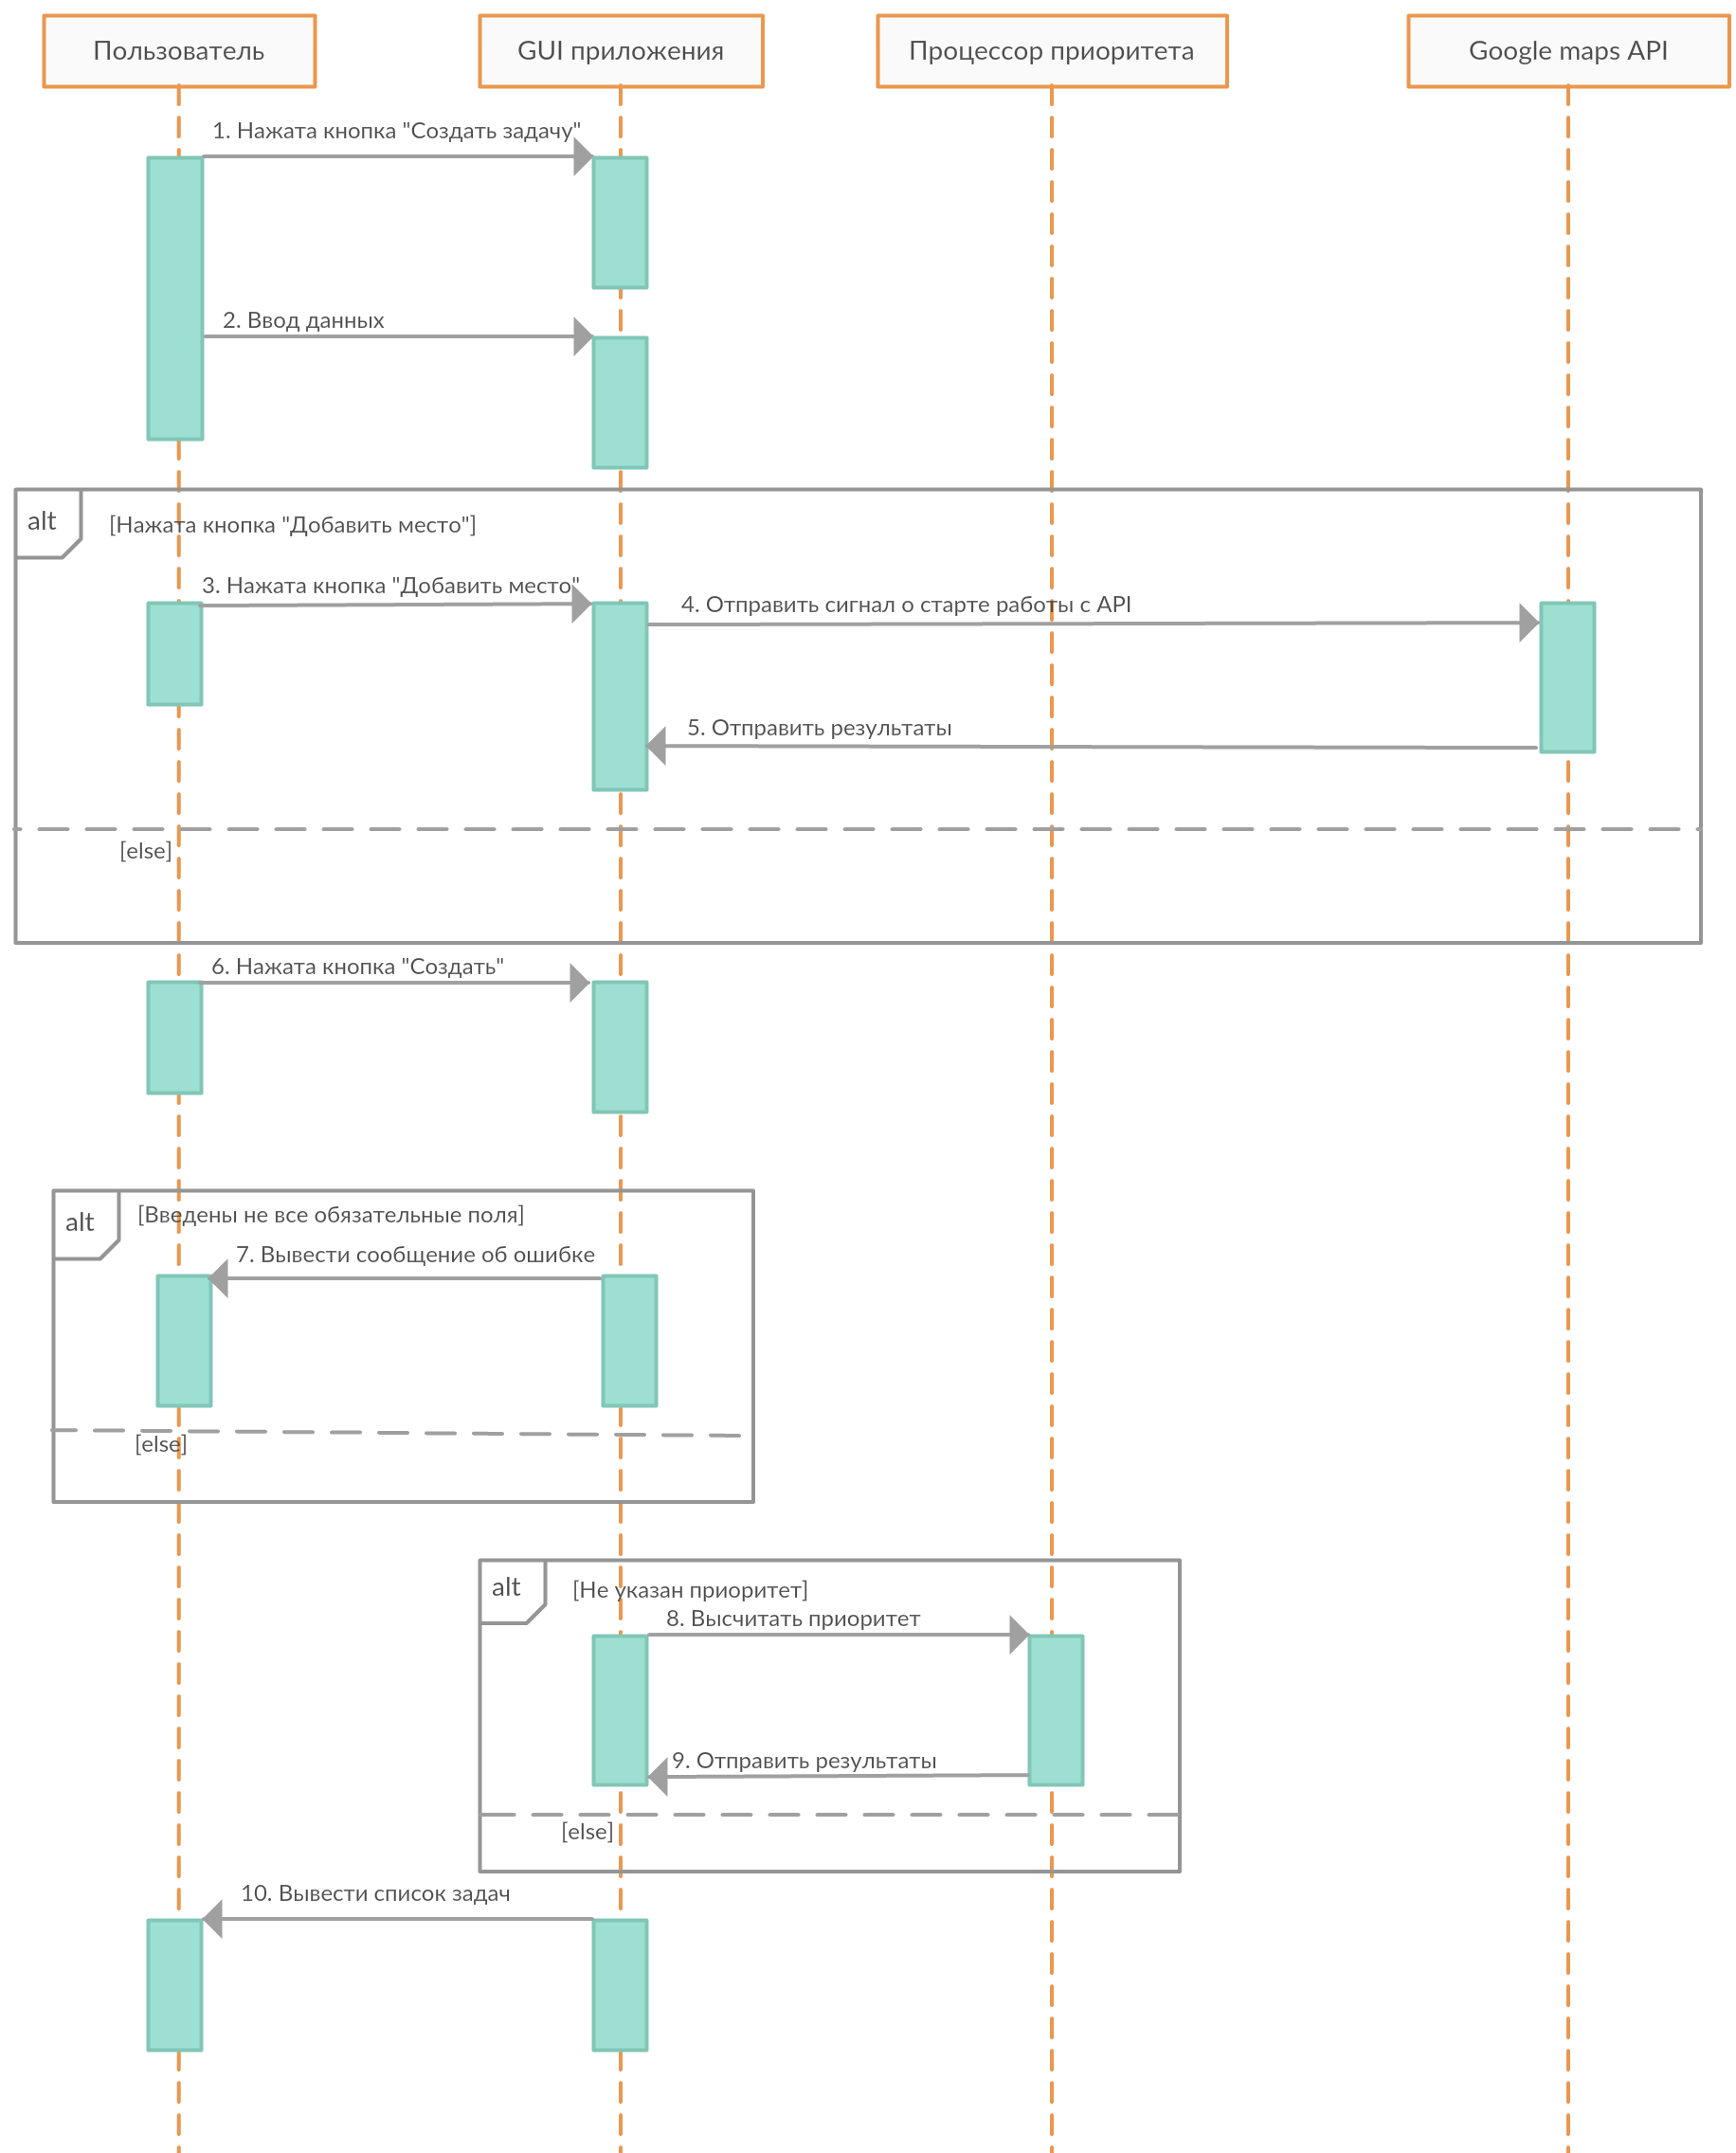 Пользователь
GUI приложения
Процессор приоритета
Google maps API
1. Нажата кнопка "Создать задачу"
2. Ввод данных
alt
[Нажата кнопка "Добавить место"]
3. Нажата кнопка "Добавить место"
4. Отправить сигнал о старте работы с API
5. Отправить результаты
[else]
6. Нажата кнопка "Создать"
alt
[Введены не все обязательные поля]
7. Вывести сообщение об ошибке
[else]
alt
[Не указан приоритет]
8. Высчитать приоритет
9. Отправить результаты
[else]
10. Вывести список задач